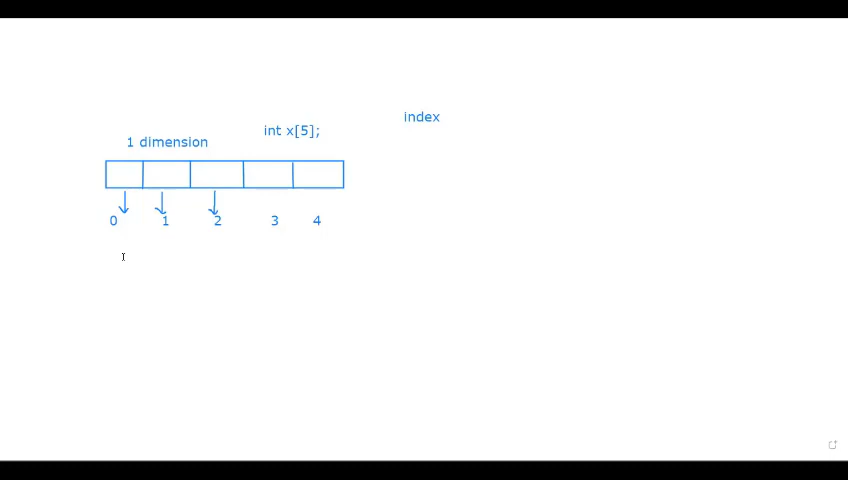 index
int x[5];
1 dimension
0 1 2 3 4